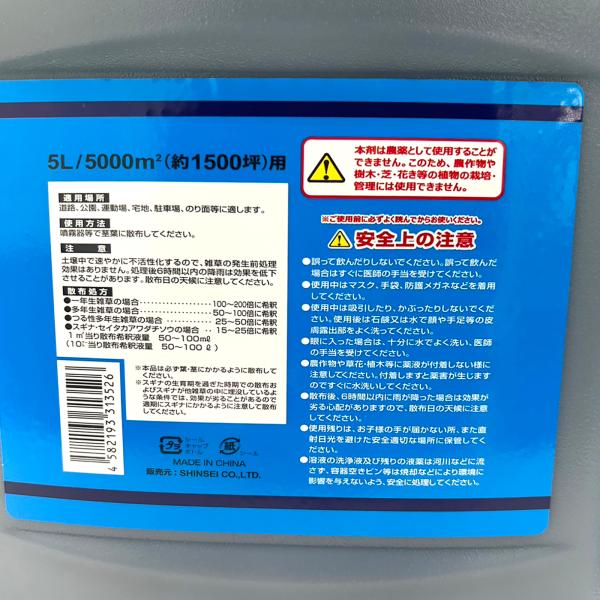 5L/5000m²(約1500坪)用
適用場所
道路、公園、運動場、宅地、駐車場、のり面等に適します。
使用方法
噴霧器等で茎葉に散布してください。
注 意
土壌中で速やかに不活性化するので、雑草の発生前処理
効果はありません。処理後6時間以内の降雨は効果を低下
させることがあります。散布日の天候に注意してください。
散布処方
●一年生雑草の場合 100〜200倍に希釈
●多年生雑草の場合 50〜100倍に希釈
●つる性多年生雑草の場合 25〜50倍に希釈
●スギナ・セイタカアワダチソウの場合 15〜25倍に希釈
1㎡当り散布希釈液量 50〜100mℓ
(10㎡当り散布希釈液量 50〜100ℓ)
※本品は必ず葉・茎にかかるように散布して
ください。
※スギナの生育期を過ぎた時期での散布お
よびスギナが他雑草の中に埋没しているよ
うな条件では、効果が劣ることがあるので
適期にスギナにかかるように注意して散布
ください。
4 582193 313526
シール
キャップ
ボトル
紙
シール
MADE IN CHINA
販売元：SHINSEI CO.,LTD.
本剤は農薬として使用することが
できません。このため、農作物や
樹木・芝・花き等の植物の栽培・
管理には使用できません。
※ご使用前に必ずよく読んでからお使いください。
安全上の注意
●誤って飲んだりしないでください。誤って飲んだ
場合はすぐに医師の手当を受けてください。
●使用中はマスク、手袋、防護メガネなどを着用
してください。
●使用中は吸引したり、かぶったりしないでくだ
さい。使用後は石鹸又は水で顔や手足等の皮
膚露出部をよく洗ってください。
●眼に入った場合は、十分に水でよく洗い、医師
の手当を受けてください。
●農作物や草花・植木等に薬液が付着しない様に
注意してください。付着しますと薬害が生じます
のですぐに水洗いしてください。
●散布後、6時間以内に雨が降った場合は効果が
劣る心配がありますので、散布日の天候に注意
してください。
●使用残りは、お子様の手が届かない所、また直
射日光を避けた安全適切な場所に保管してく
ださい。
●溶液の洗浄液及び残りの液薬は河川などに流
さず、容器空きビン等は焼却などにより環境に
影響を与えないよう、安全に処理してください。